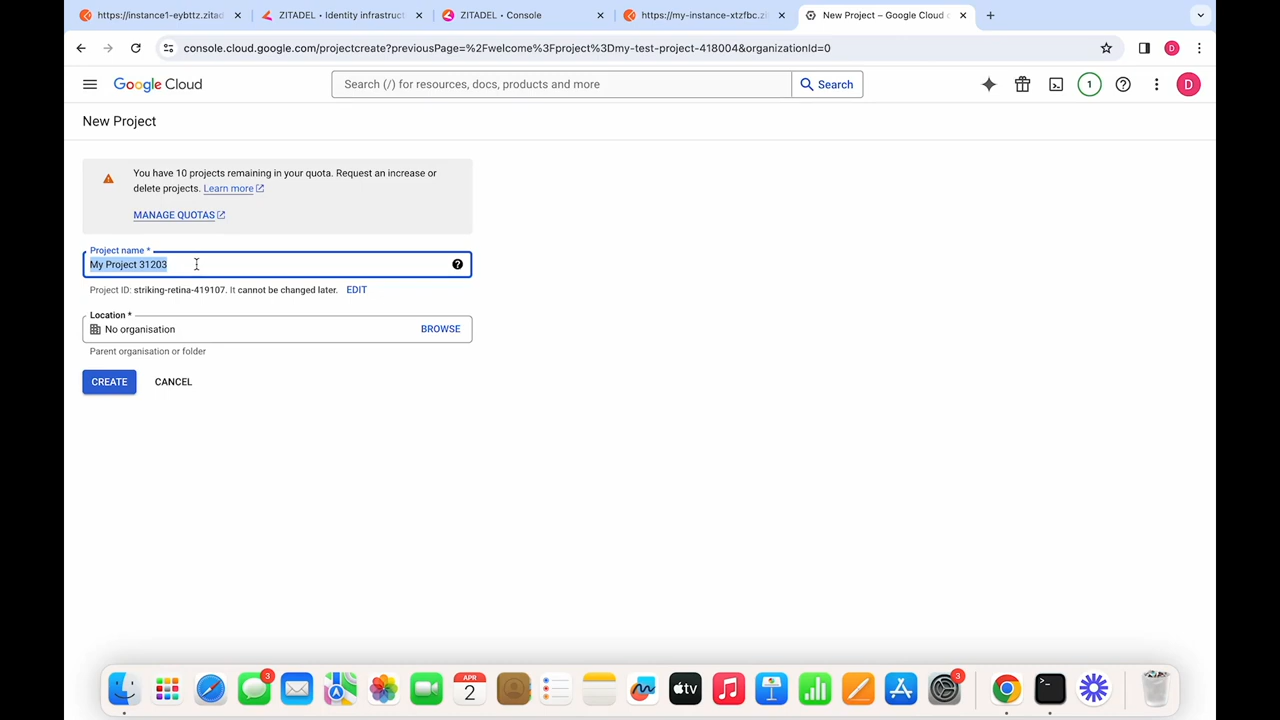 https://instance1-eybttz.zitad
ZITADEL • Identity infrastruct
ZITADEL • Console
https://my-instance-xtzfbc.zi
New Project – Google Cloud c
console.cloud.google.com/projectcreate?previousPage=%2Fwelcome%3Fproject%3Dmy-test-project-418004&organizationId=0
D
Google Cloud
Search (/) for resources, docs, products and more
Search
1
D
New Project
You have 10 projects remaining in your quota. Request an increase or
delete projects. Learn more
MANAGE QUOTAS
Project name *
My Project 31203
Project ID: striking-retina-419107. It cannot be changed later. EDIT
Location *
No organisation
BROWSE
Parent organisation or folder
CREATE
CANCEL
3
APR
2
tv
3
>_